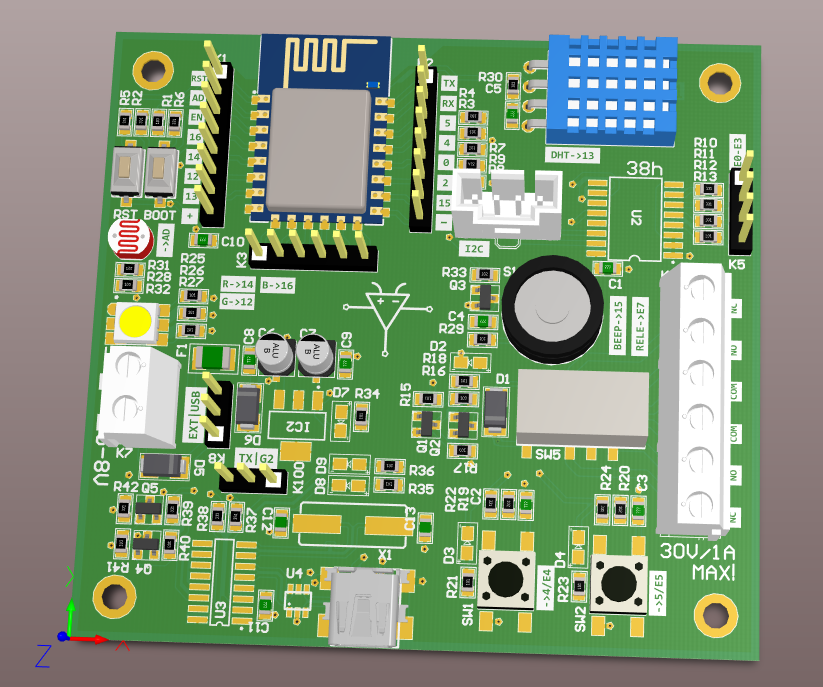 RST
AD
EN
16
14
12
13
+
TX
RX
5
4
0
2
15
-
R5
R2
R1
R6
R30
C5
R4
R3
R7
R9
DHT->13
38h
R10
R11
R12
R13
E0-E3
U2
K5
RST BOOT
->AD
C10
K3
I2C
R31
R28
R32
R25
R26
R27
R->14
B->16
G->12
+ -
R33
Q3
C4
R29
C1
BEEP->15
RELE->E7
NC
NO
COM
COM
NO
NC
F1
C8
C9
ALU
ALU
D2
R18
R16
R15
D1
EXT|USB
D6
IC2
D7
R34
Q1
Q2
R17
SW5
K7
D5
K8
TX|G2
K100
D9
D8
R36
R35
R42
Q5
R39
R38
R37
C12
C13
X1
R22
R19
C2
R24
R20
C3
R41
Q4
R40
U3
C11
U4
D3
R21
SW1
->4/E4
D4
R23
SW2
->5/E5
30V/1A
MAX!
Z
X
Y